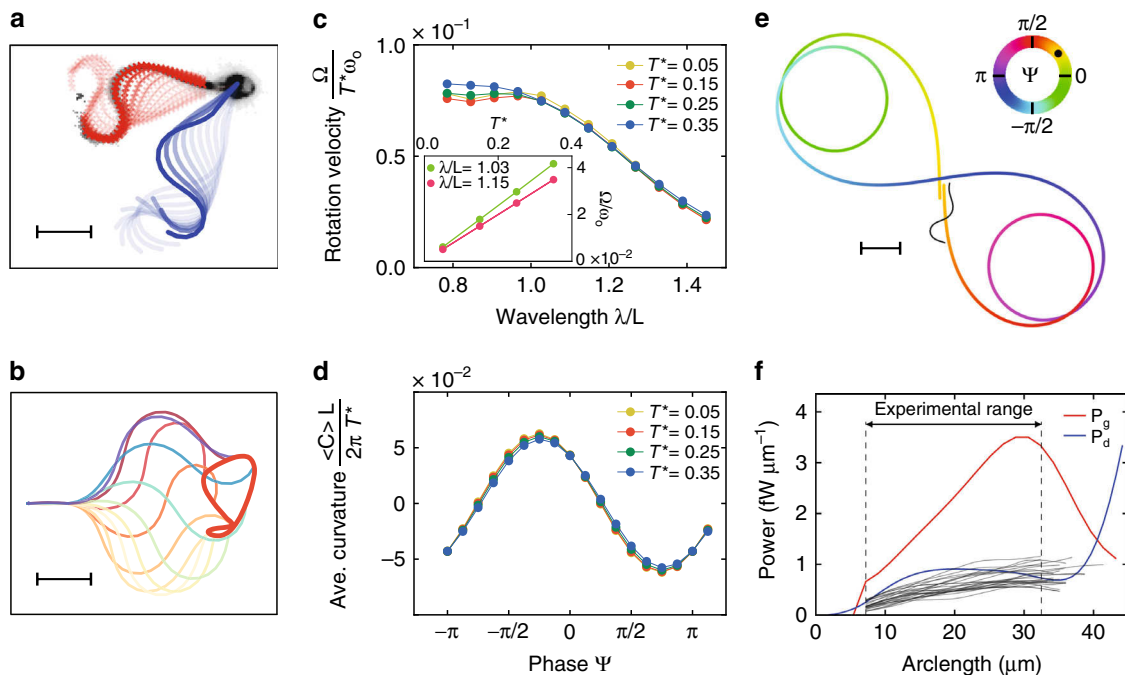 a
b
c
1.0
× 10⁻¹
Rotation velocity Ω / T*ωₒ
0.5
0.0
T*= 0.05
T*= 0.15
T*= 0.25
T*= 0.35
T*
0 0.2 0.4
λ/L= 1.03
λ/L= 1.15
4
2
0 ×10⁻²
Ω/ωₒ
0.8 1.0 1.2 1.4
Wavelength λ/L
d
× 10⁻²
Ave. curvature <C> L / 2π T*
5
0
−5
T*= 0.05
T*= 0.15
T*= 0.25
T*= 0.35
−π −π/2 0 π/2 π
Phase Ψ
e
π/2
π Ψ 0
−π/2
f
Experimental range
P_g
P_d
Power (fW μm⁻¹)
4
3
2
1
0
0 10 20 30 40
Arclength (μm)